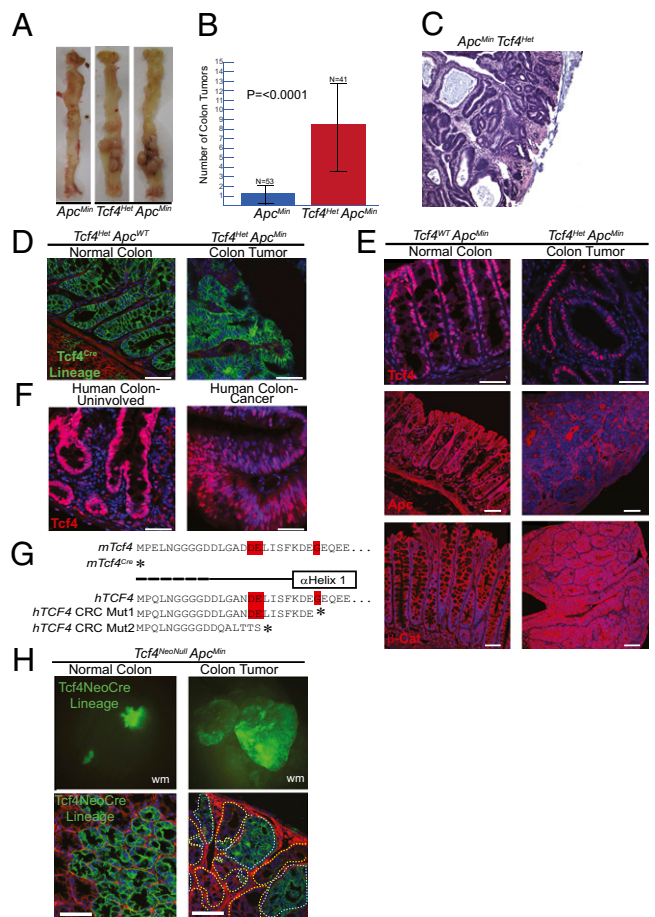 A
Apc^Min Tcf4^Het Apc^Min
B
Number of Colon Tumors
15
14
13
12
11
10
9
8
7
6
5
4
3
2
1
P=<0.0001
N=53
N=41
Apc^Min Tcf4^Het Apc^Min
C
Apc^Min Tcf4^Het
D
Tcf4^Het Apc^WT
Normal Colon
Tcf4^Cre
Lineage
Tcf4^Het Apc^Min
Colon Tumor
E
Tcf4^WT Apc^Min
Normal Colon
Tcf4^Het Apc^Min
Colon Tumor
Tcf4
Apc
β-Cat
F
Human Colon-
Uninvolved
Tcf4
Human Colon-
Cancer
G
mTcf4 MPELNGGGGDDLGADDELISFKDEGEQEE...
mTcf4^Cre *
αHelix 1
hTCF4 MPQLNGGGGDDLGADDELISFKDEGEQEE...
hTCF4 CRC Mut1 MPQLNGGGGDDLGADDELISFKDE *
hTCF4 CRC Mut2 MPQLNGGGGDDQALTTS *
H
Tcf4^NeoNull Apc^Min
Normal Colon
Colon Tumor
Tcf4NeoCre
Lineage
wm
wm
Tcf4NeoCre
Lineage